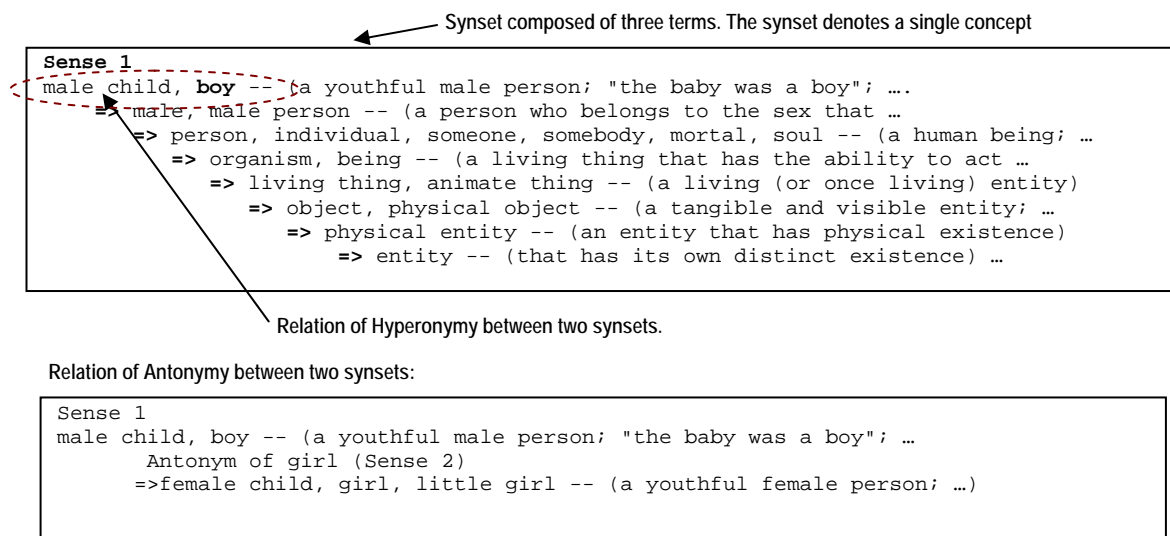 Synset composed of three terms. The synset denotes a single concept
Sense 1
male child, boy -- (a youthful male person; "the baby was a boy"; ….
=> male, male person -- (a person who belongs to the sex that …
=> person, individual, someone, somebody, mortal, soul -- (a human being; …
=> organism, being -- (a living thing that has the ability to act …
=> living thing, animate thing -- (a living (or once living) entity)
=> object, physical object -- (a tangible and visible entity; …
=> physical entity -- (an entity that has physical existence)
=> entity -- (that has its own distinct existence) …
Relation of Hyperonymy between two synsets.
Relation of Antonymy between two synsets:
Sense 1
male child, boy -- (a youthful male person; "the baby was a boy"; …
Antonym of girl (Sense 2)
=>female child, girl, little girl -- (a youthful female person; …)